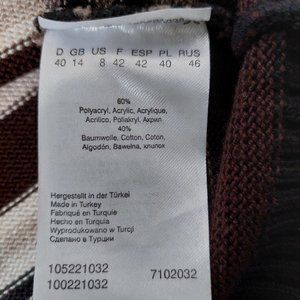 D GB US F ESP PL RUS
40 14 8 42 42 40 46
60%
Polyacryl, Acrylic, Acrylique,
Acrilico, Poliakryl, Акрил
40%
Baumwolle, Cotton, Coton,
Algodón, Bawełna, хлопок
Hergestellt in der Türkei
Made in Turkey
Fabriqué en Turquie
Hecho en Turquia
Wyprodukowano w Turcji
Сделано в Турции
105221032 7102032
100221032